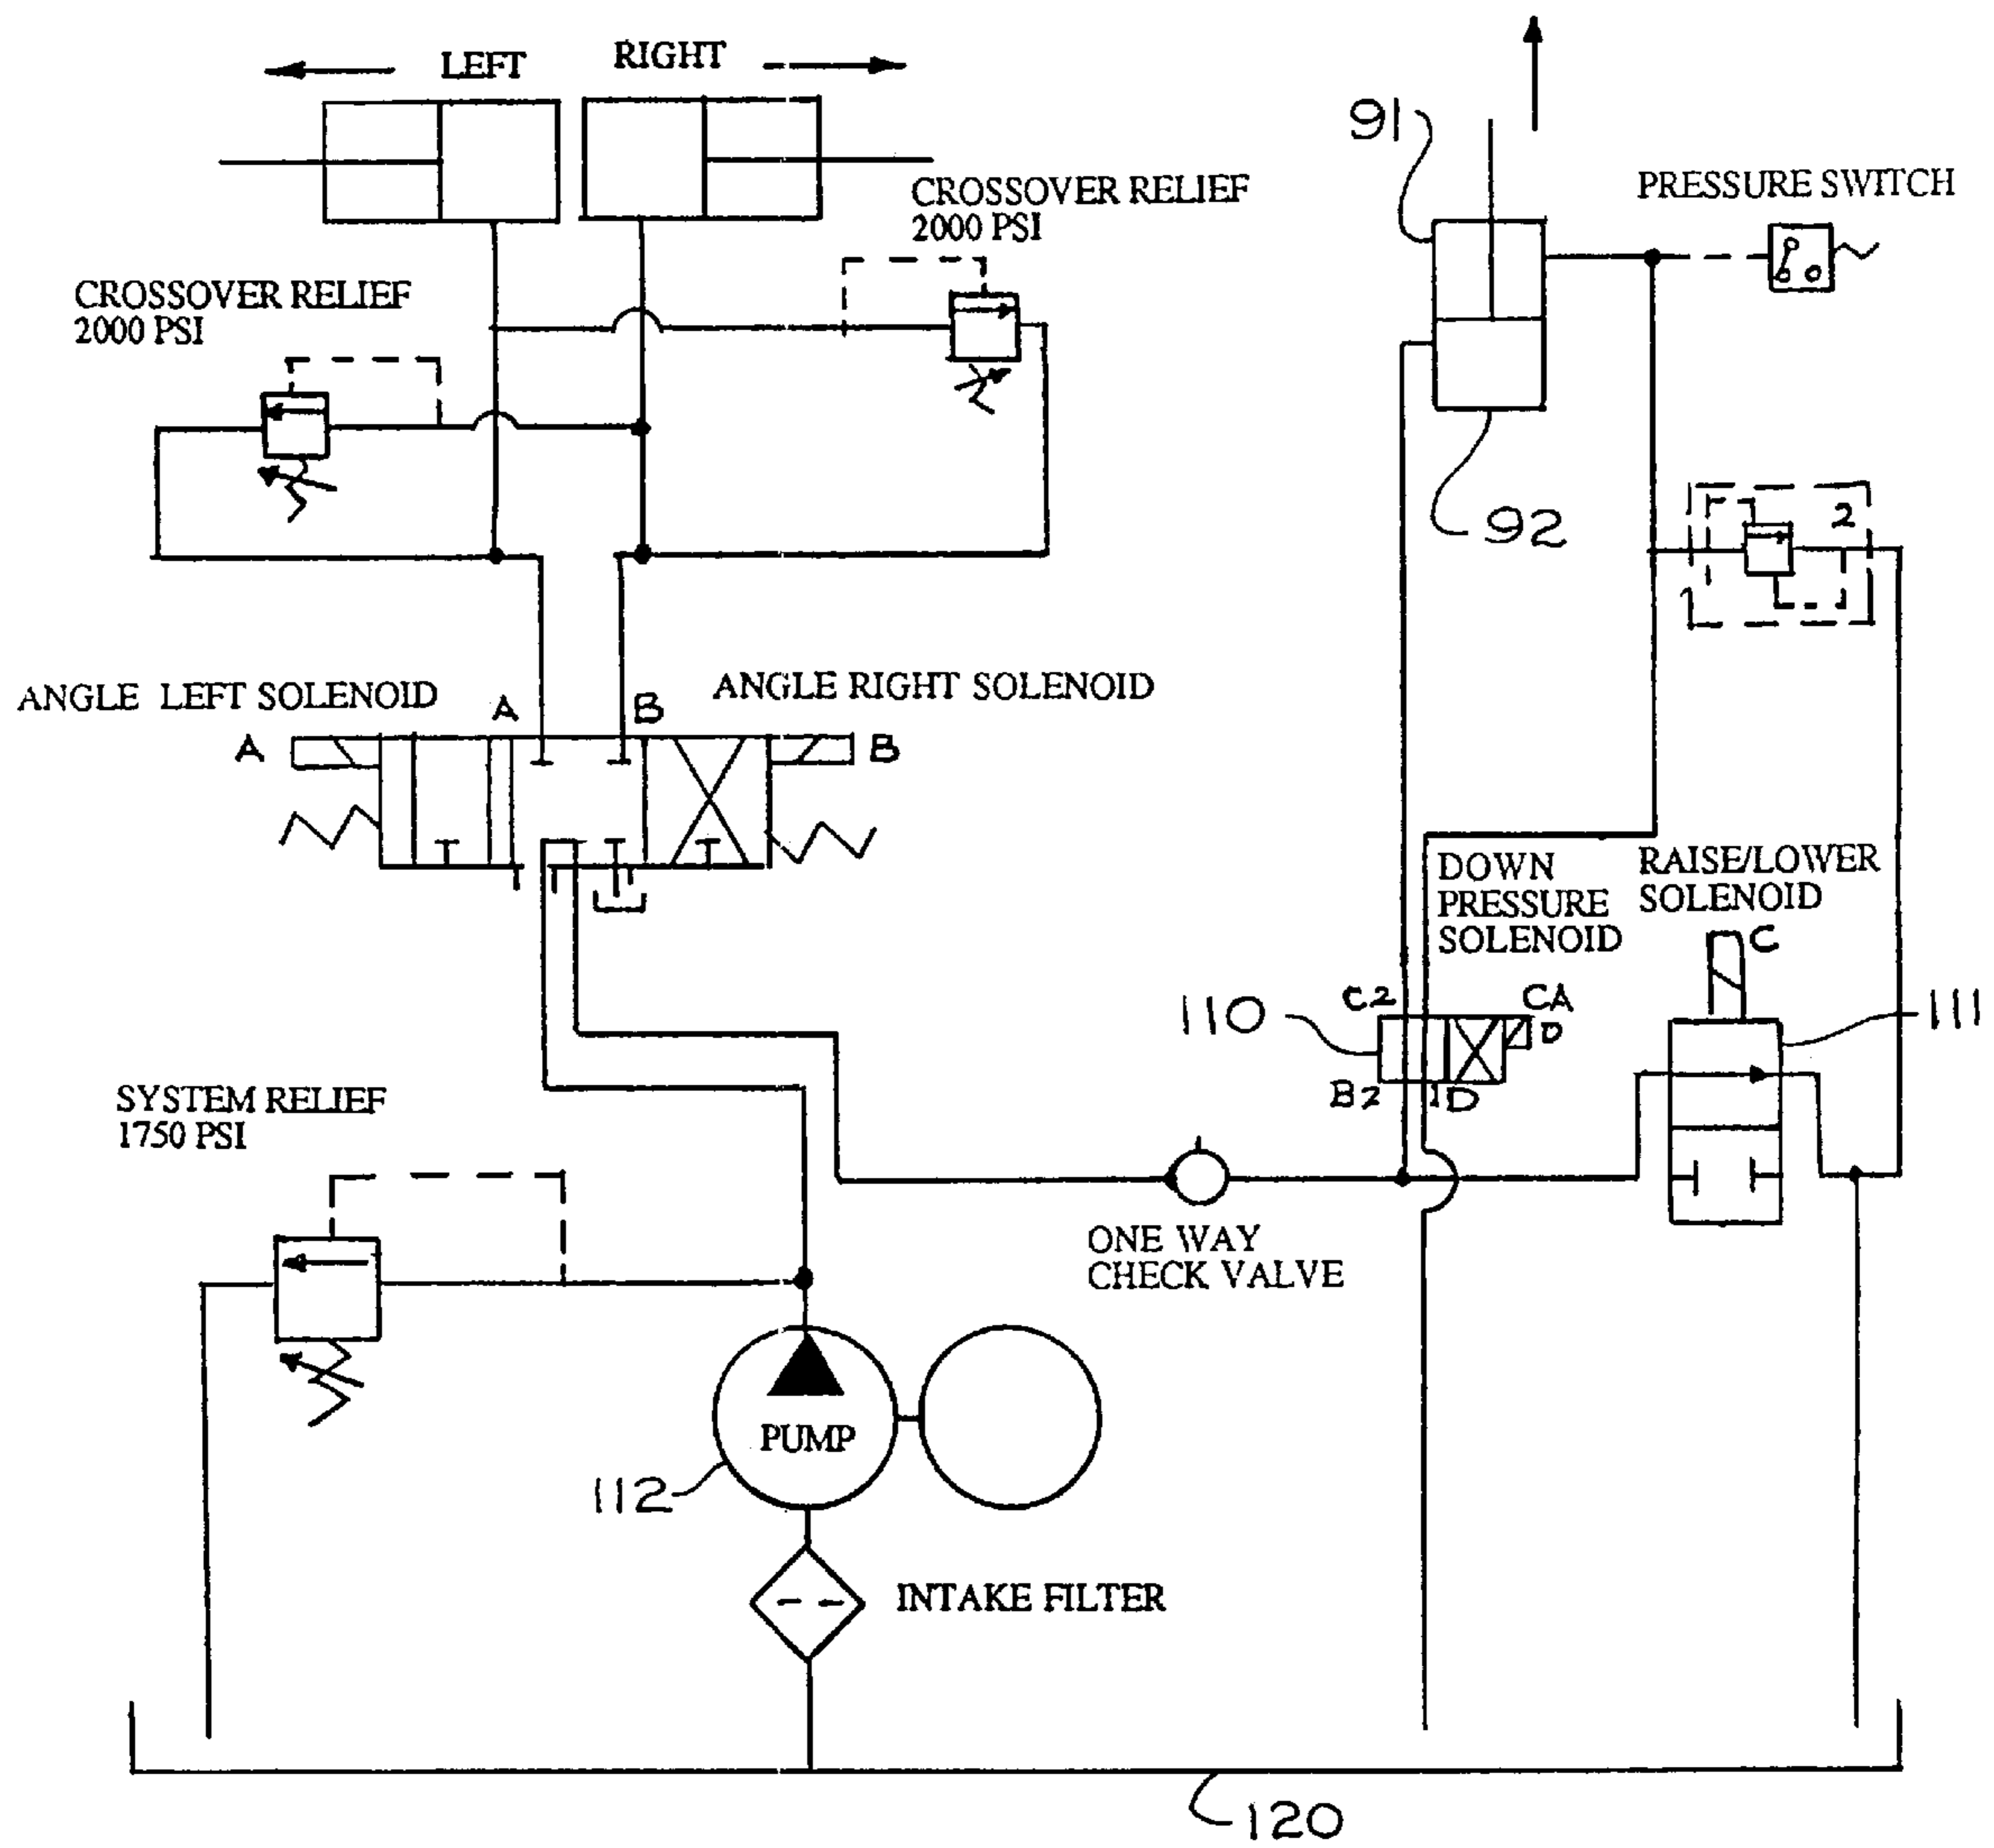 LEFT
RIGHT
91
PRESSURE SWITCH
CROSSOVER RELIEF
2000 PSI
CROSSOVER RELIEF
2000 PSI
2
1
92
ANGLE LEFT SOLENOID
A
B
ANGLE RIGHT SOLENOID
A
B
DOWN
PRESSURE
SOLENOID
RAISE/LOWER
SOLENOID
C
110
C2
CA
D
111
B2
1D
SYSTEM RELIEF
1750 PSI
ONE WAY
CHECK VALVE
PUMP
112
INTAKE FILTER
120